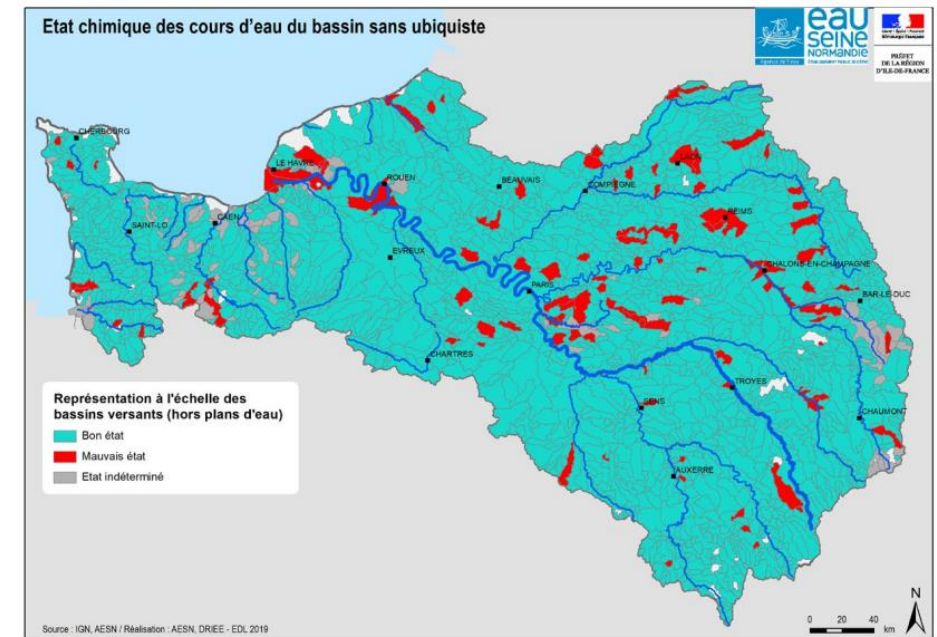 Etat chimique des cours d'eau du bassin sans ubiquiste
eau
SEINE
NORMANDIE
PRÉFET
DE LA RÉGION
D'ILE-DE-FRANCE
CHERBOURG
LE HAVRE
ROUEN
BEAUVAIS
COMPIEGNE
LAON
REIMS
SAINT-LO
CAEN
EVREUX
CHALONS-EN-CHAMPAGNE
PARIS
BAR-LE-DUC
CHARTRES
TROYES
SENS
CHAUMONT
AUXERRE
Représentation à l'échelle des
bassins versants (hors plans d'eau)
Bon état
Mauvais état
Etat indéterminé
N
0 20 40
km
Source : IGN, AESN / Réalisation : AESN, DRIEE - EDL 2019